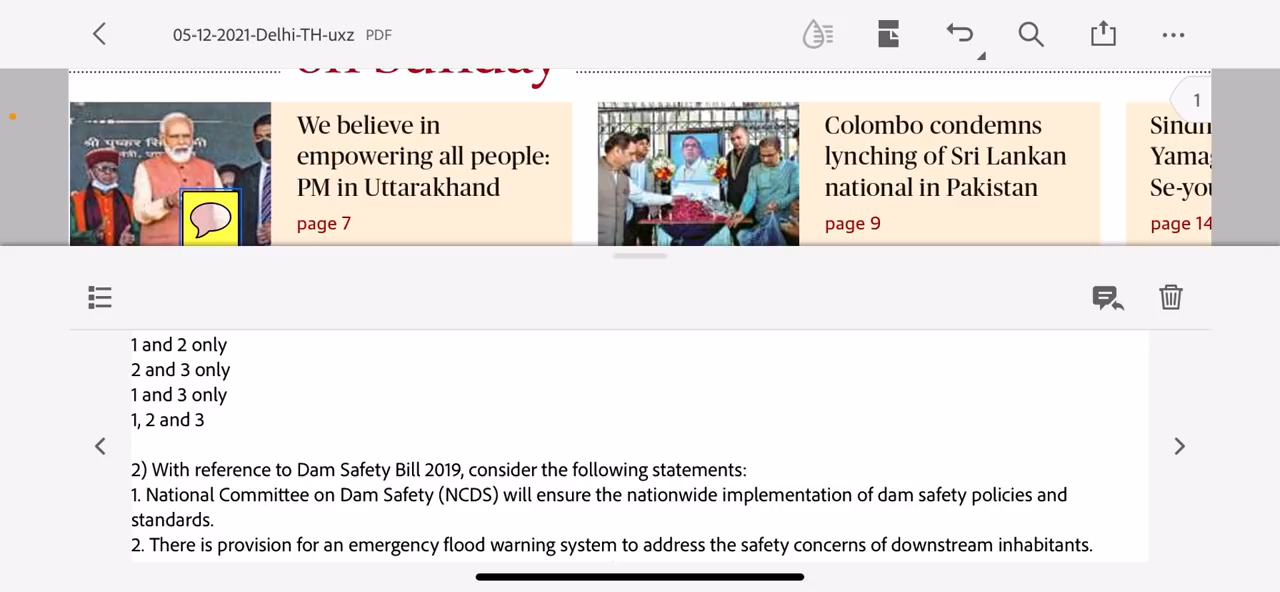 05-12-2021-Delhi-TH-uxz PDF
on Sunday
1
We believe in
empowering all people:
PM in Uttarakhand
page 7
Colombo condemns
lynching of Sri Lankan
national in Pakistan
page 9
page 14
1 and 2 only
2 and 3 only
1 and 3 only
1, 2 and 3
2) With reference to Dam Safety Bill 2019, consider the following statements:
1. National Committee on Dam Safety (NCDS) will ensure the nationwide implementation of dam safety policies and
standards.
2. There is provision for an emergency flood warning system to address the safety concerns of downstream inhabitants.